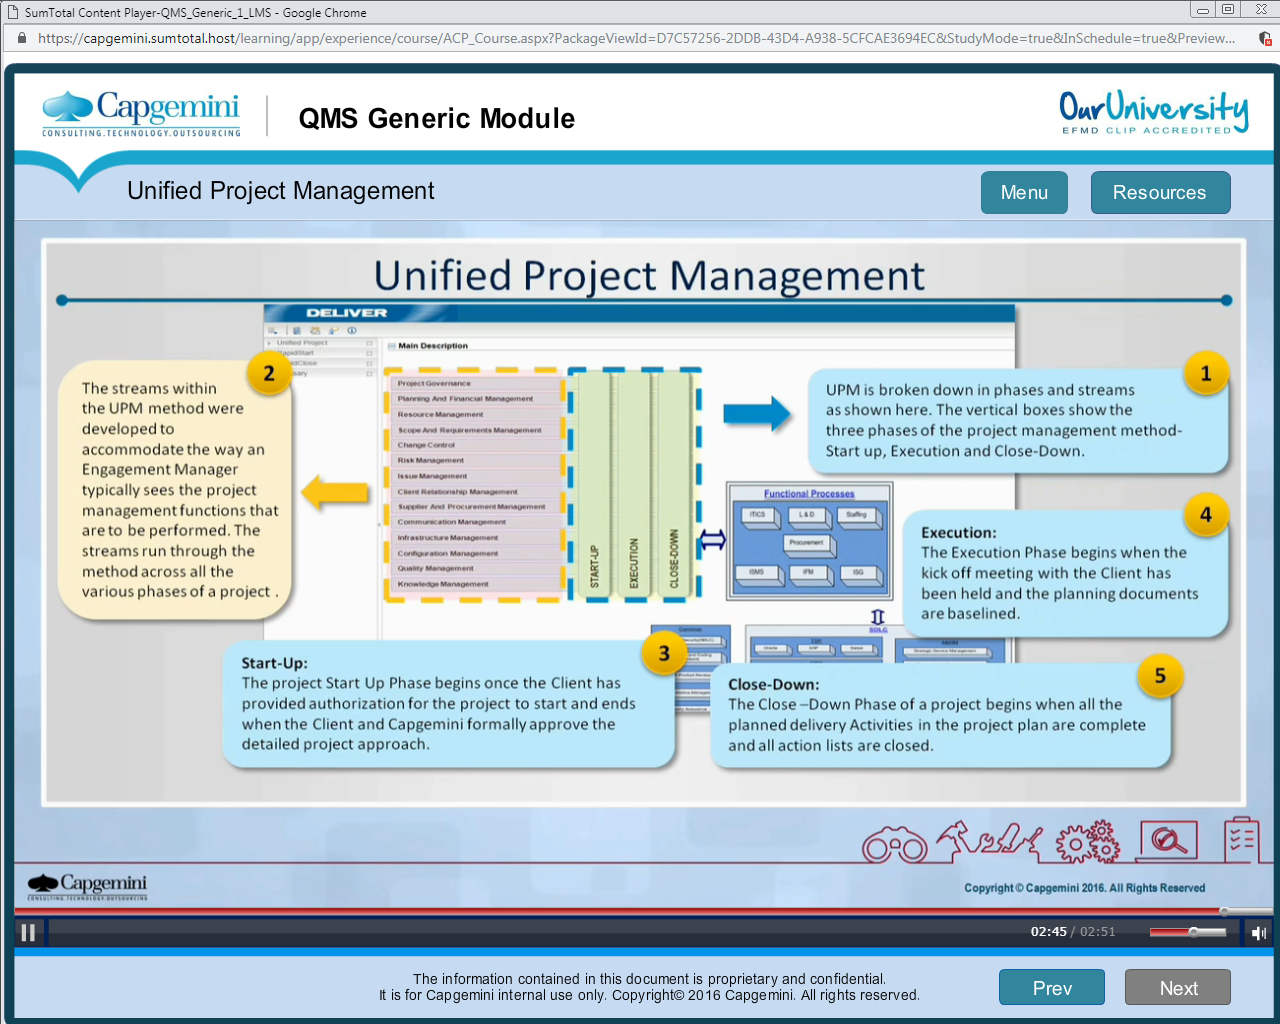 SumTotal Content Player-QMS_Generic_1_LMS - Google Chrome
https://capgemini.sumtotal.host/learning/app/experience/course/ACP_Course.aspx?PackageViewId=D7C57256-2DDB-43D4-A938-5CFCAE3694EC&StudyMode=true&InSchedule=true&Preview...
Capgemini
CONSULTING.TECHNOLOGY.OUTSOURCING
QMS Generic Module
OurUniversity
EFMD CLIP ACCREDITED
Unified Project Management
Menu
Resources
Unified Project Management
DELIVER
Unified Project
Main Description
2
The streams within
the UPM method were
developed to
accommodate the way an
Engagement Manager
typically sees the project
management functions that
are to be performed. The
streams run through the
method across all the
various phases of a project .
Project Governance
Planning And Financial Management
Resource Management
Scope And Requirements Management
Change Control
Risk Management
Issue Management
Client Relationship Management
Supplier And Procurement Management
Communication Management
Infrastructure Management
Configuration Management
Quality Management
Knowledge Management
START-UP
EXECUTION
CLOSE-DOWN
1
UPM is broken down in phases and streams
as shown here. The vertical boxes show the
three phases of the project management method-
Start up, Execution and Close-Down.
Functional Processes
ITICS
L & D
Staffing
Procurement
ISMS
IFM
ISG
SDLC
4
Execution:
The Execution Phase begins when the
kick off meeting with the Client has
been held and the planning documents
are baselined.
3
Start-Up:
The project Start Up Phase begins once the Client has
provided authorization for the project to start and ends
when the Client and Capgemini formally approve the
detailed project approach.
5
Close-Down:
The Close –Down Phase of a project begins when all the
planned delivery Activities in the project plan are complete
and all action lists are closed.
Capgemini
CONSULTING.TECHNOLOGY.OUTSOURCING
Copyright © Capgemini 2016. All Rights Reserved
02:45 / 02:51
The information contained in this document is proprietary and confidential.
It is for Capgemini internal use only. Copyright© 2016 Capgemini. All rights reserved.
Prev
Next